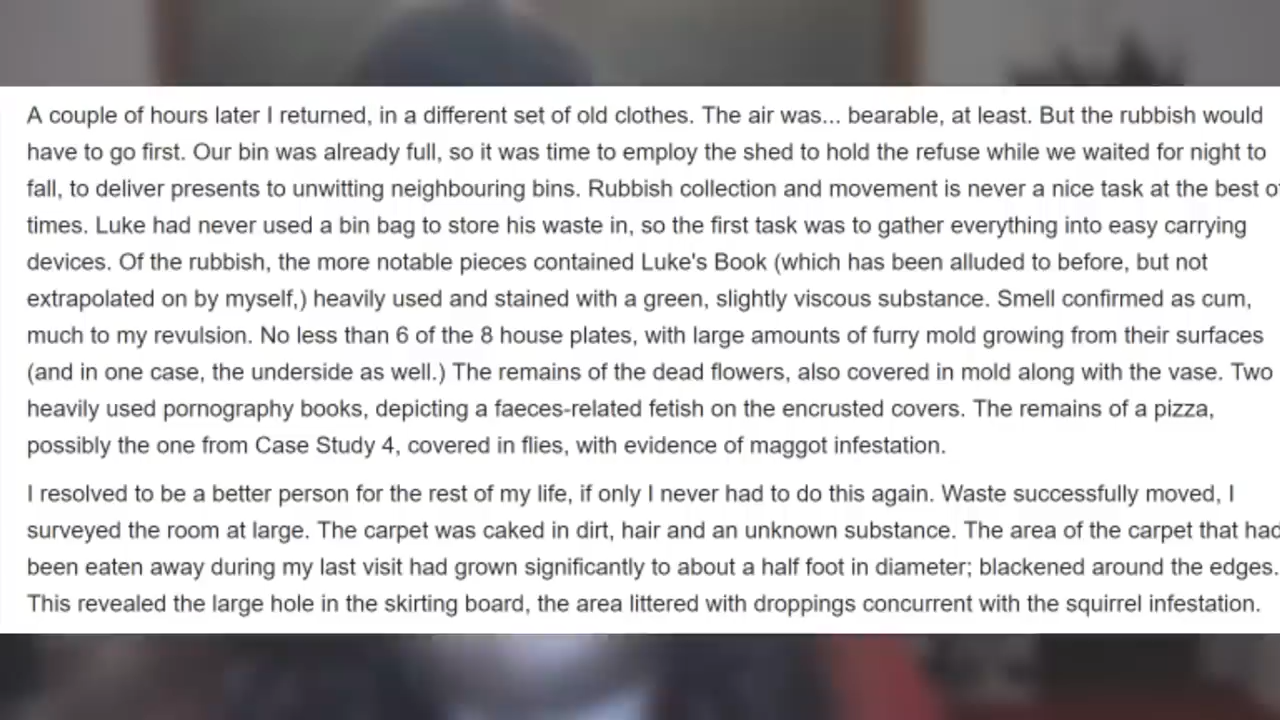 A couple of hours later I returned, in a different set of old clothes. The air was... bearable, at least. But the rubbish would
have to go first. Our bin was already full, so it was time to employ the shed to hold the refuse while we waited for night to
fall, to deliver presents to unwitting neighbouring bins. Rubbish collection and movement is never a nice task at the best of
times. Luke had never used a bin bag to store his waste in, so the first task was to gather everything into easy carrying
devices. Of the rubbish, the more notable pieces contained Luke's Book (which has been alluded to before, but not
extrapolated on by myself,) heavily used and stained with a green, slightly viscous substance. Smell confirmed as cum,
much to my revulsion. No less than 6 of the 8 house plates, with large amounts of furry mold growing from their surfaces
(and in one case, the underside as well.) The remains of the dead flowers, also covered in mold along with the vase. Two
heavily used pornography books, depicting a faeces-related fetish on the encrusted covers. The remains of a pizza,
possibly the one from Case Study 4, covered in flies, with evidence of maggot infestation.
I resolved to be a better person for the rest of my life, if only I never had to do this again. Waste successfully moved, I
surveyed the room at large. The carpet was caked in dirt, hair and an unknown substance. The area of the carpet that had
been eaten away during my last visit had grown significantly to about a half foot in diameter; blackened around the edges.
This revealed the large hole in the skirting board, the area littered with droppings concurrent with the squirrel infestation.